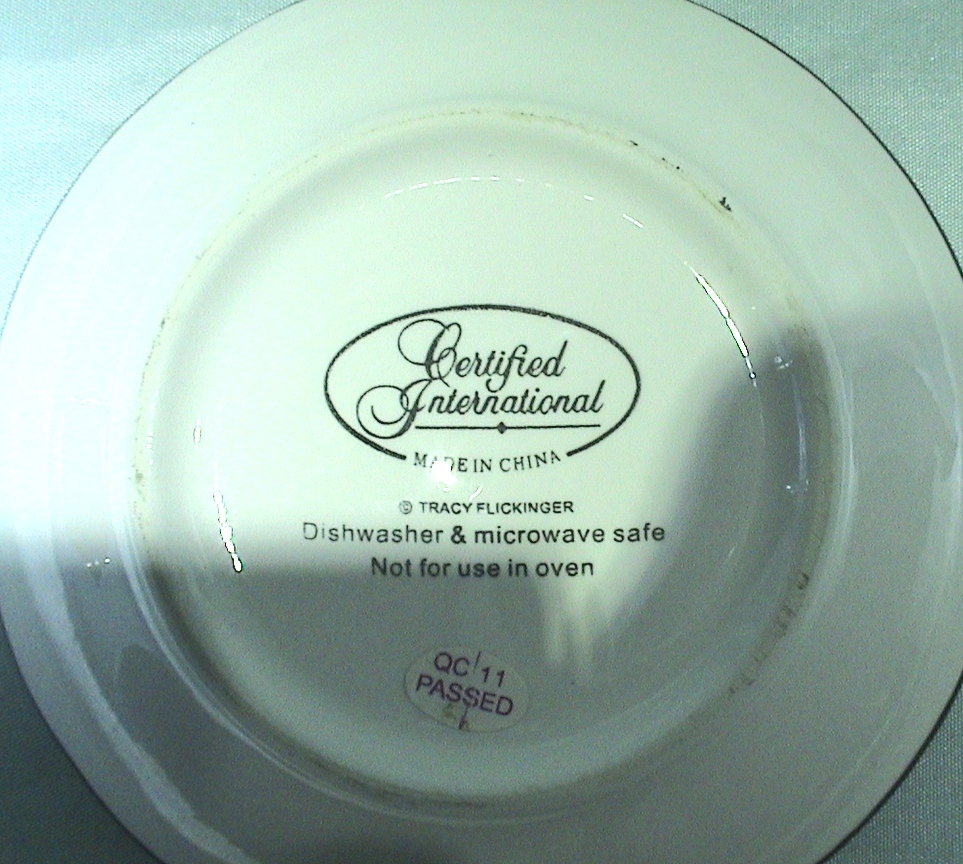 Certified
International
MADE IN CHINA
© TRACY FLICKINGER
Dishwasher & microwave safe
Not for use in oven
QC 11
PASSED